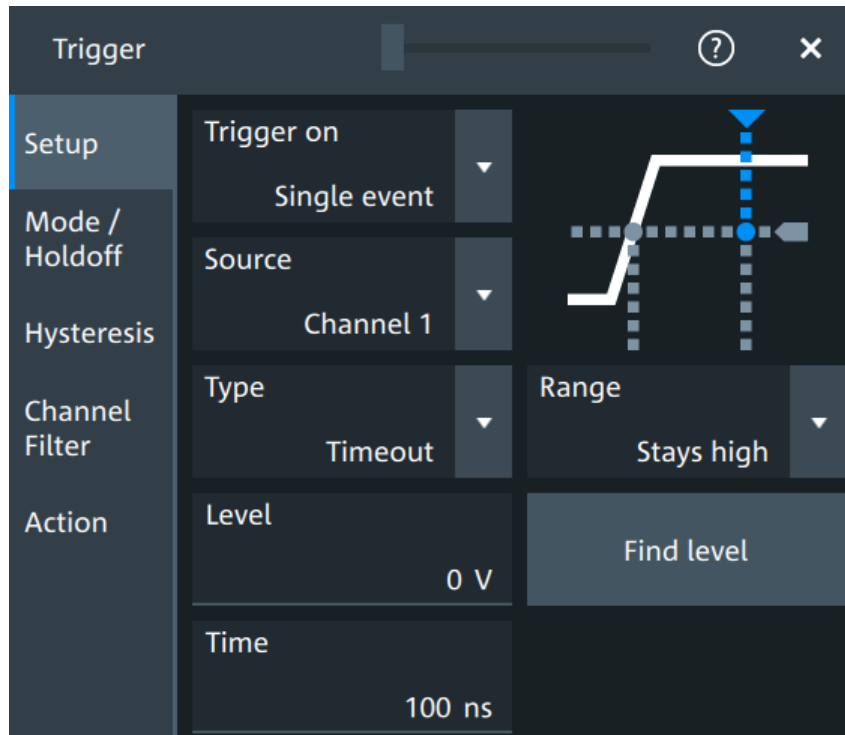 Trigger
?
Setup
Mode /
Holdoff
Hysteresis
Channel
Filter
Action
Trigger on
Single event
Source
Channel 1
Type
Timeout
Range
Stays high
Level
0 V
Find level
Time
100 ns